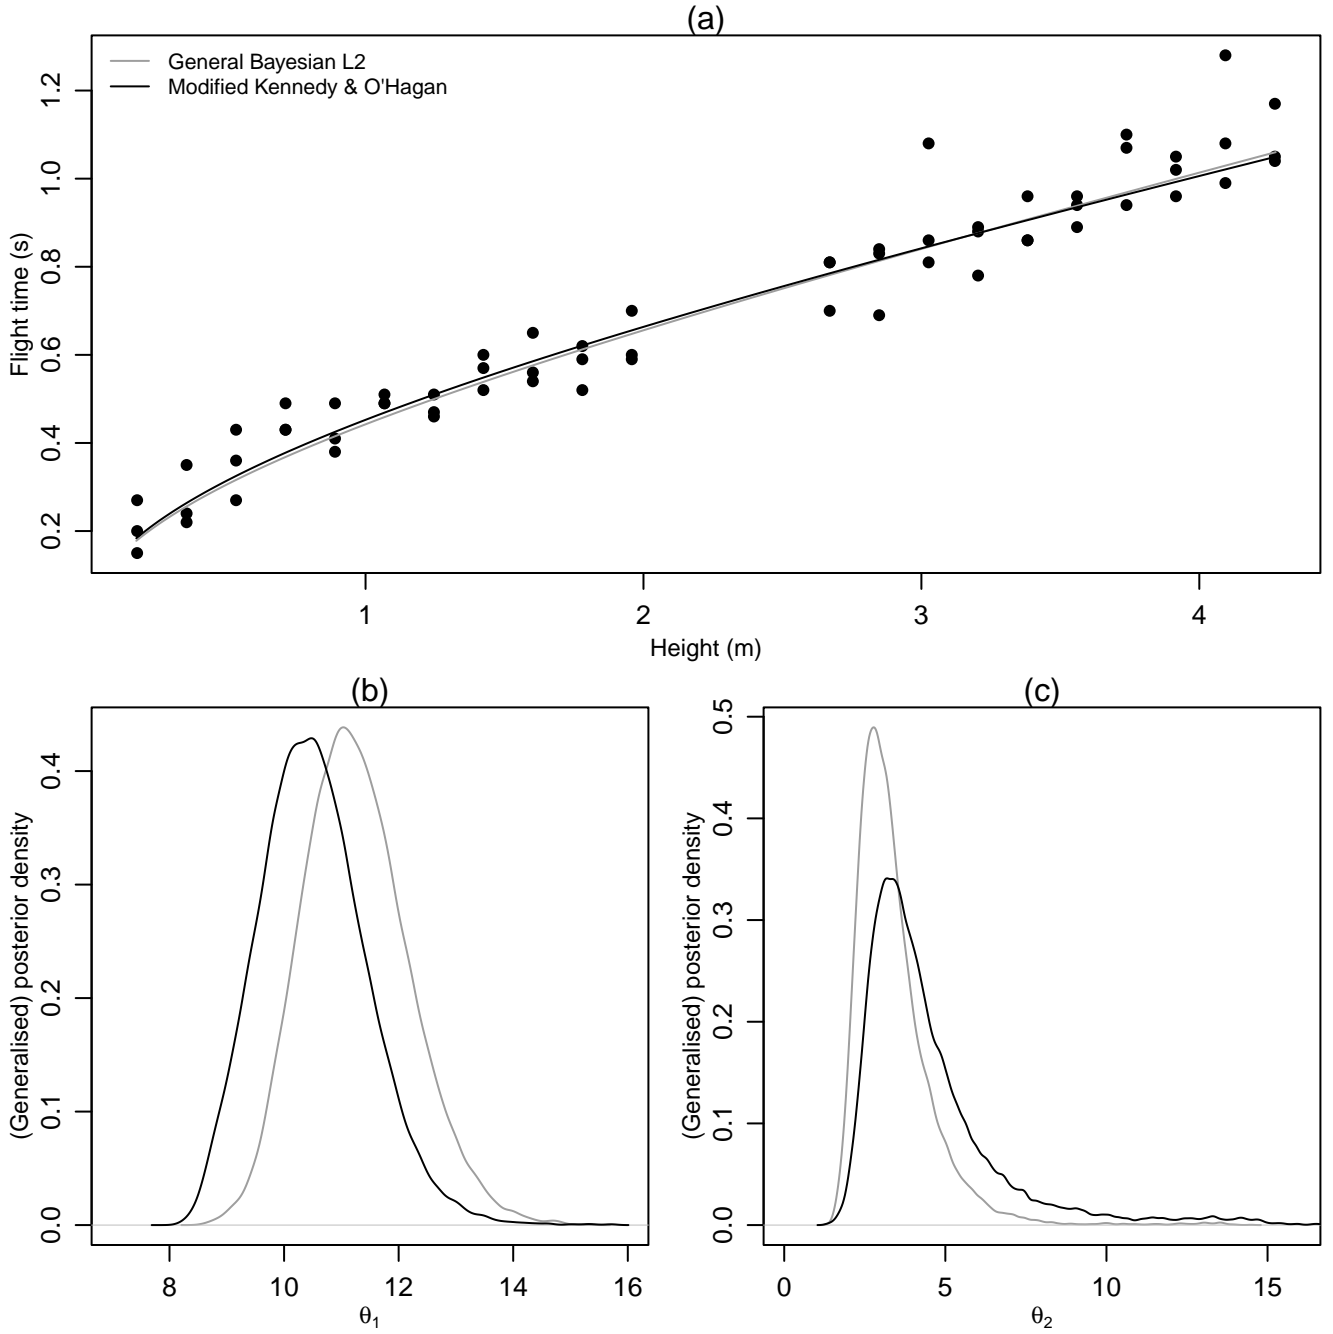 (a)
General Bayesian L2
Modified Kennedy & O'Hagan
Flight time (s)
0.2 0.4 0.6 0.8 1.0 1.2
1 2 3 4
Height (m)
(b)
(Generalised) posterior density
0.0 0.1 0.2 0.3 0.4
8 10 12 14 16
θ1
(c)
(Generalised) posterior density
0.0 0.1 0.2 0.3 0.4 0.5
0 5 10 15
θ2